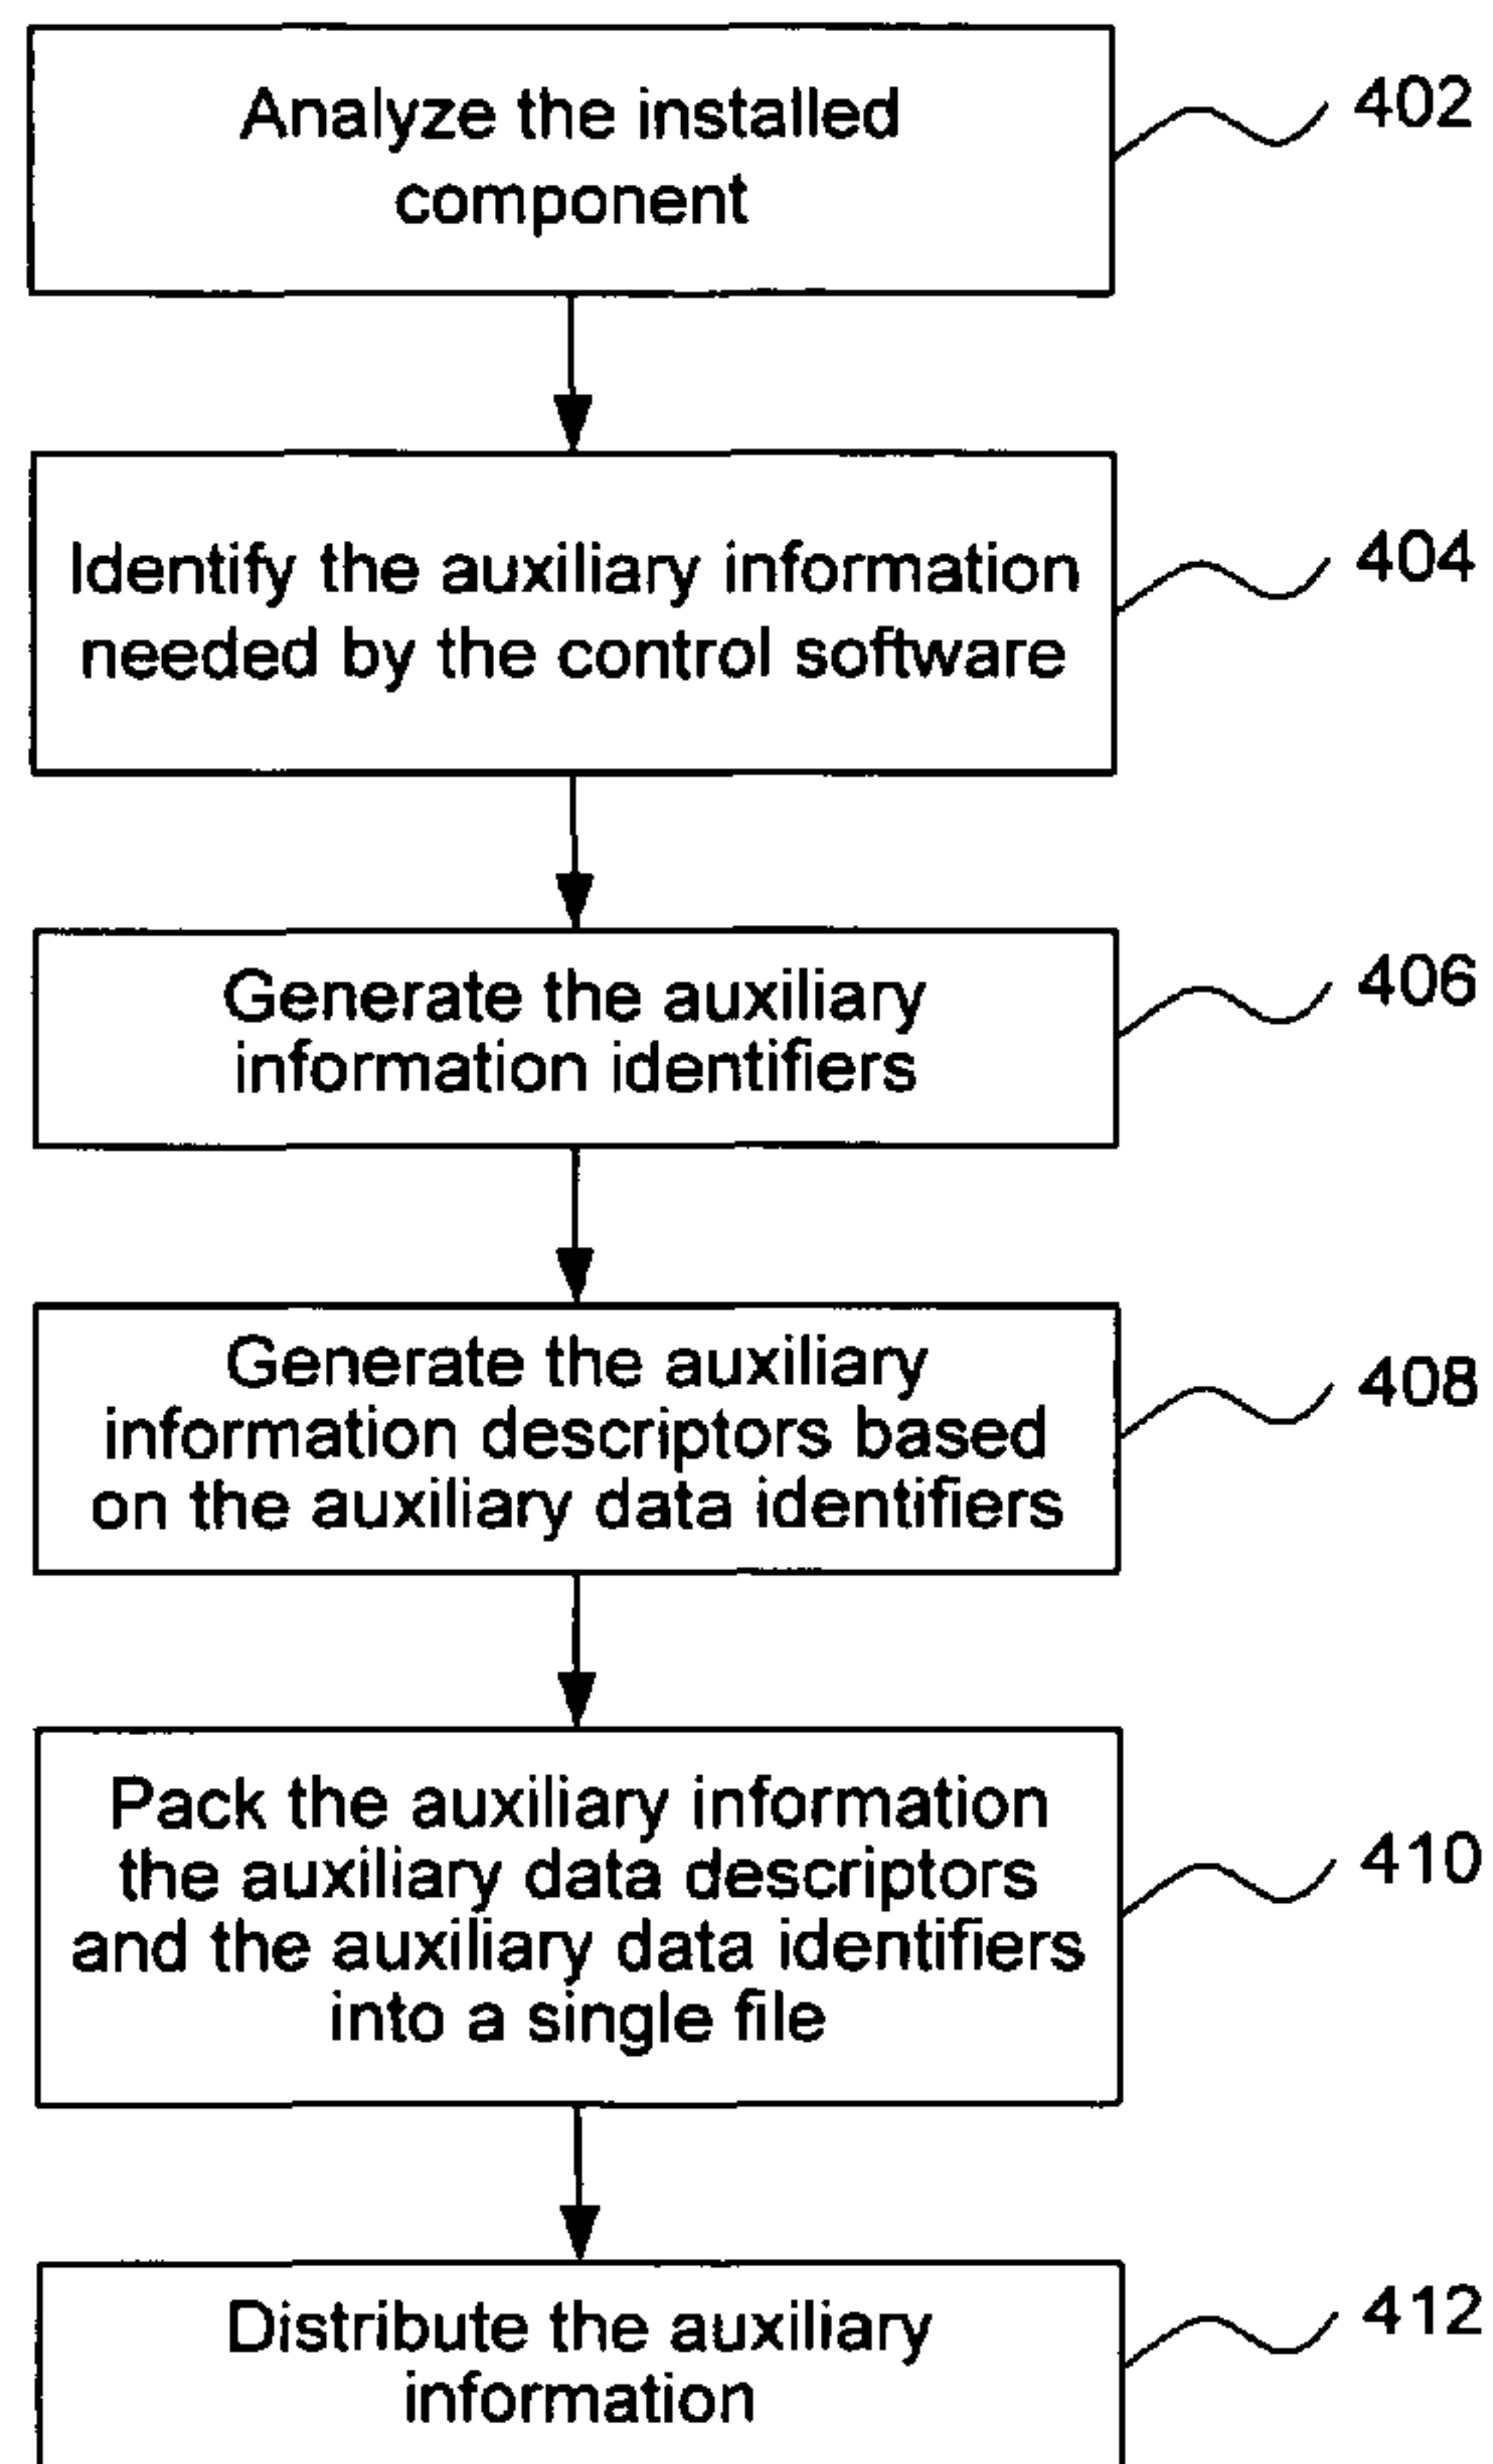 Analyze the installed
component
402
Identify the auxiliary information
needed by the control software
404
Generate the auxiliary
information identifiers
406
Generate the auxiliary
information descriptors based
on the auxiliary data identifiers
408
Pack the auxiliary information
the auxiliary data descriptors
and the auxiliary data identifiers
into a single file
410
Distribute the auxiliary
information
412